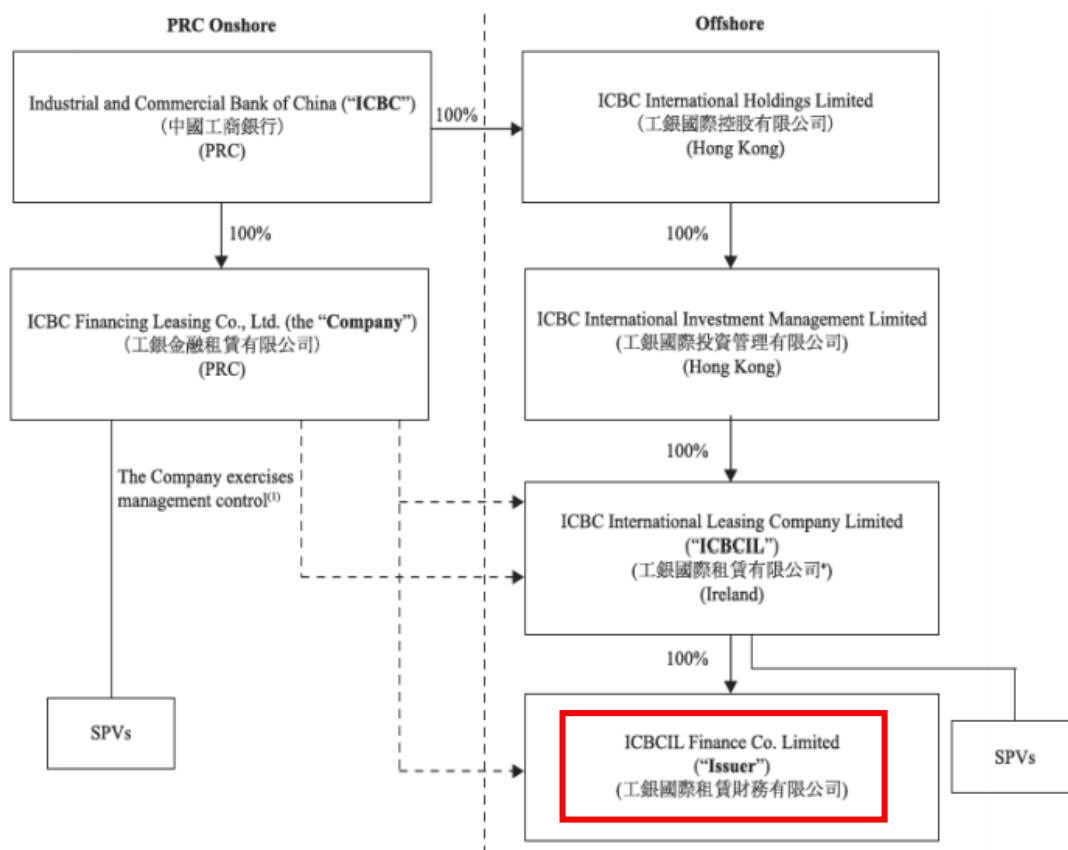 PRC Onshore
Offshore
Industrial and Commercial Bank of China (“ICBC”)
(中國工商銀行)
(PRC)
100%
ICBC International Holdings Limited
(工銀國際控股有限公司)
(Hong Kong)
100%
100%
ICBC Financing Leasing Co., Ltd. (the “Company”)
(工銀金融租賃有限公司)
(PRC)
ICBC International Investment Management Limited
(工銀國際投資管理有限公司)
(Hong Kong)
100%
The Company exercises
management control(1)
ICBC International Leasing Company Limited
(“ICBCIL”)
(工銀國際租賃有限公司*)
(Ireland)
100%
SPVs
ICBCIL Finance Co. Limited
(“Issuer”)
(工銀國際租賃財務有限公司)
SPVs